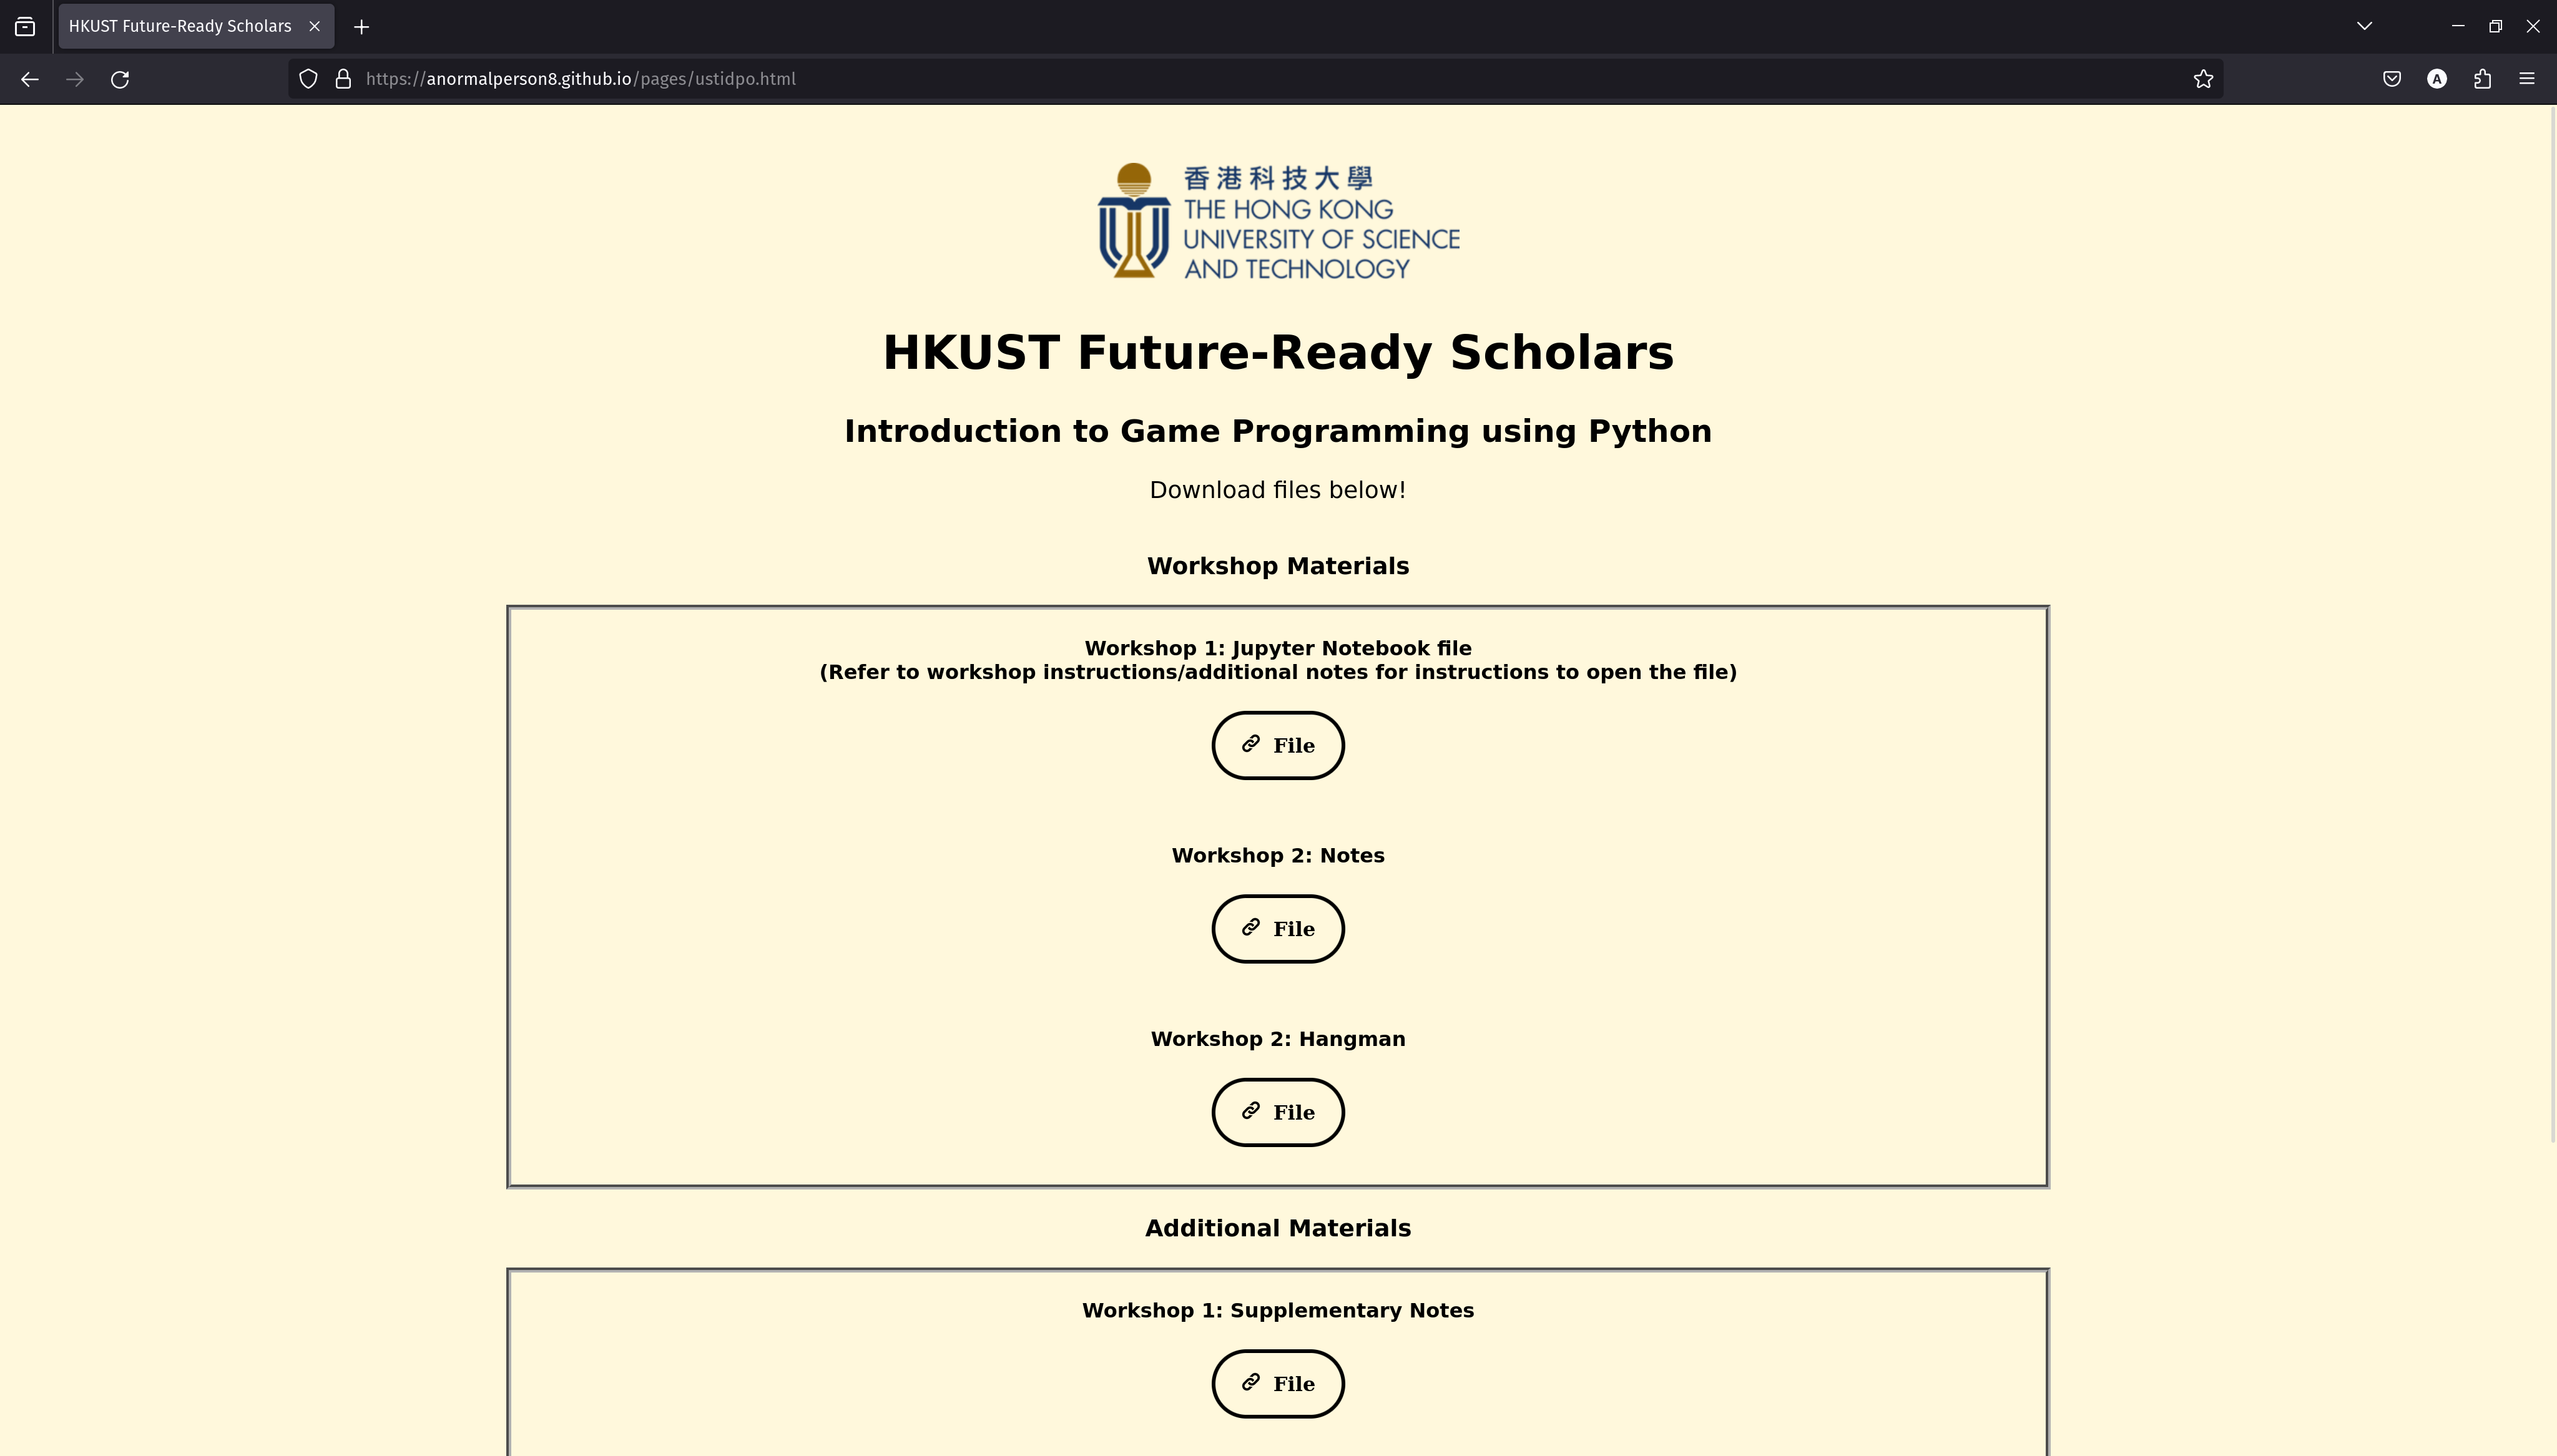 HKUST Future-Ready Scholars
https://anormalperson8.github.io/pages/ustidpo.html
A
香港科技大學
THE HONG KONG
UNIVERSITY OF SCIENCE
AND TECHNOLOGY
HKUST Future-Ready Scholars
Introduction to Game Programming using Python
Download files below!
Workshop Materials
Workshop 1: Jupyter Notebook file
(Refer to workshop instructions/additional notes for instructions to open the file)
File
Workshop 2: Notes
File
Workshop 2: Hangman
File
Additional Materials
Workshop 1: Supplementary Notes
File